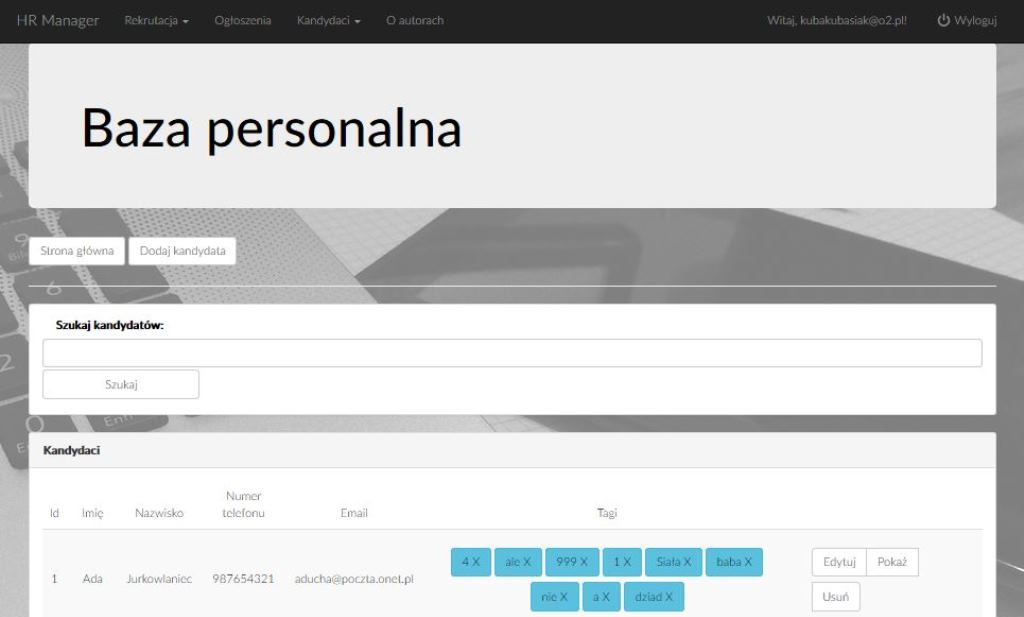 HR Manager Rekrutacja Ogłoszenia Kandydaci O autorach Witaj, kubakubasiak@o2.pl! Wyloguj
Baza personalna
Strona główna Dodaj kandydata
Szukaj kandydatów:
Szukaj
Kandydaci
Id Imię Nazwisko Numer telefonu Email Tagi
1 Ada Jurkowlaniec 987654321 aducha@poczta.onet.pl
4 X ale X 999 X 1 X Siała X baba X
nie X a X dziad X
Edytuj Pokaż
Usuń